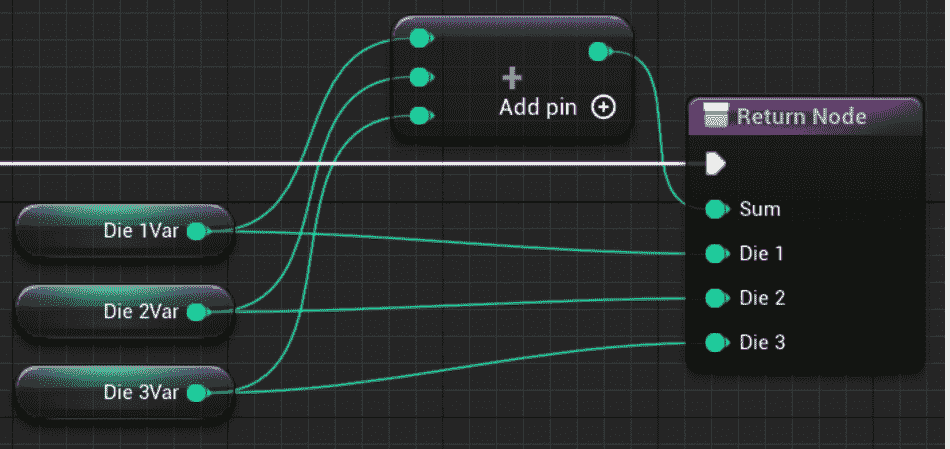 Add pin
Return Node
Sum
Die 1Var
Die 1
Die 2Var
Die 2
Die 3
Die 3Var